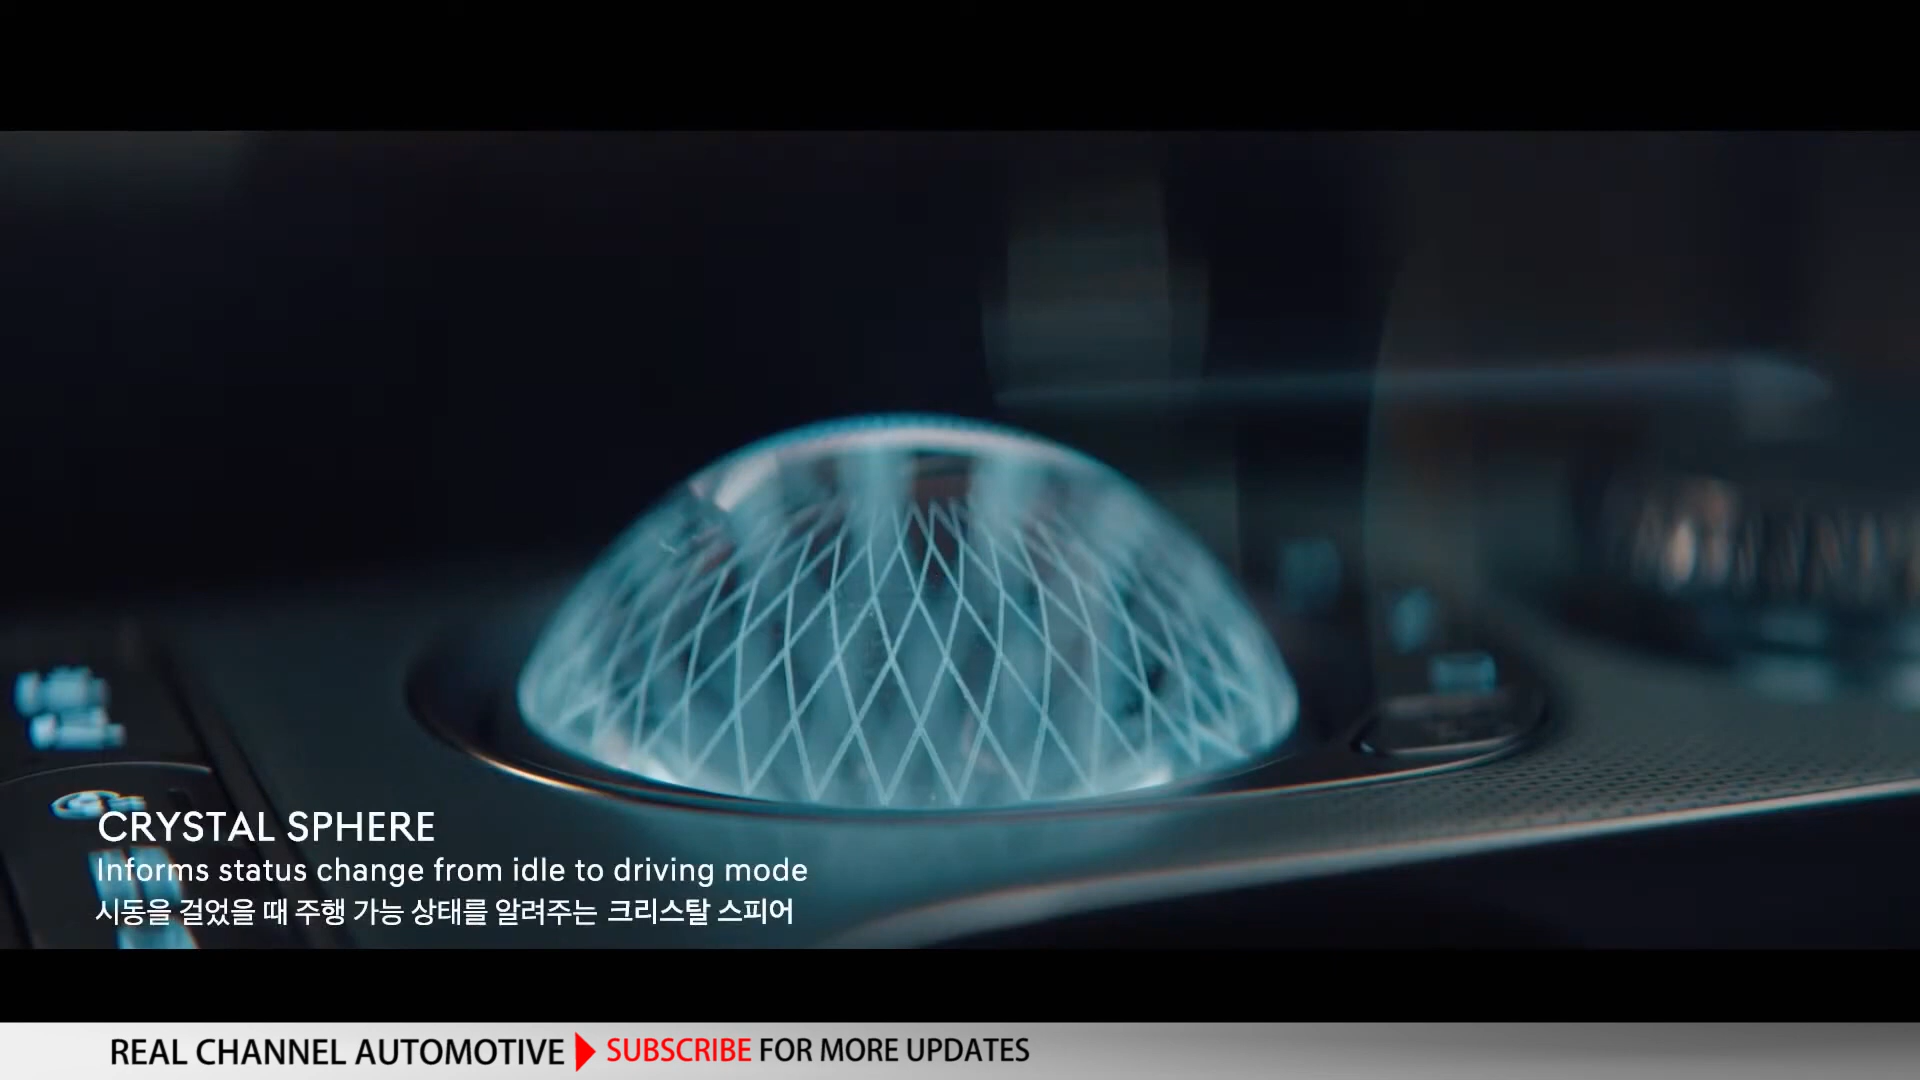 CRYSTAL SPHERE
Informs status change from idle to driving mode
시동을 걸었을 때 주행 가능 상태를 알려주는 크리스탈 스피어
REAL CHANNEL AUTOMOTIVE SUBSCRIBE FOR MORE UPDATES